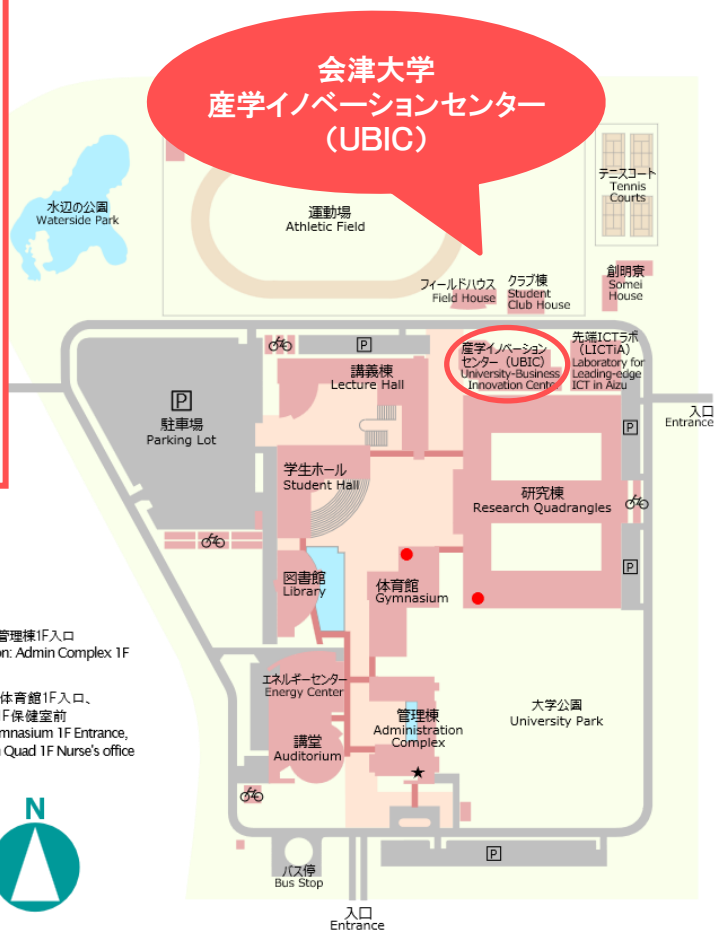 会津大学
産学イノベーションセンター
（UBIC）
水辺の公園
Waterside Park
運動場
Athletic Field
テニスコート
Tennis
Courts
フィールドハウス
Field House
クラブ棟
Student
Club House
創明寮
Somei
House
P
講義棟
Lecture Hall
産学イノベーション
センター（UBIC）
University-Business
Innovation Cente
先端ICTラボ
（LICTiA）
Laboratory for
Leading-edge
ICT in Aizu
入口
Entrance
P
駐車場
Parking Lot
P
学生ホール
Student Hall
研究棟
Research Quadrangles
図書館
Library
体育館
Gymnasium
P
管理棟1F入口
on: Admin Complex 1F
体育館1F入口、
1F保健室前
mnasium 1F Entrance,
n Quad 1F Nurse's office
エネルギーセンター
Energy Center
講堂
Auditorium
管理棟
Administration
Complex
大学公園
University Park
N
バス停
Bus Stop
P
入口
Entrance